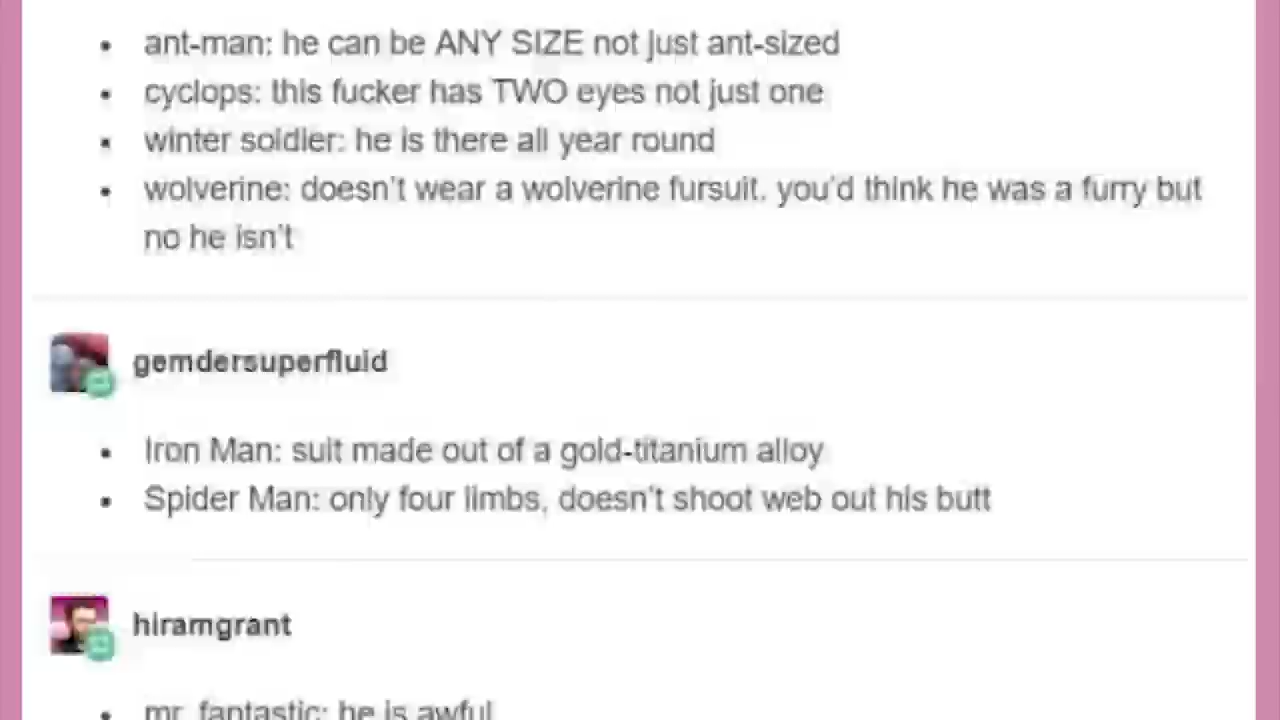 • ant-man: he can be ANY SIZE not just ant-sized
• cyclops: this fucker has TWO eyes not just one
• winter soldier: he is there all year round
• wolverine: doesn't wear a wolverine fursuit. you'd think he was a furry but
no he isn't
gemdersuperfluid
• Iron Man: suit made out of a gold-titanium alloy
• Spider Man: only four limbs, doesn't shoot web out his butt
hiramgrant
• mr. fantastic: he is awful